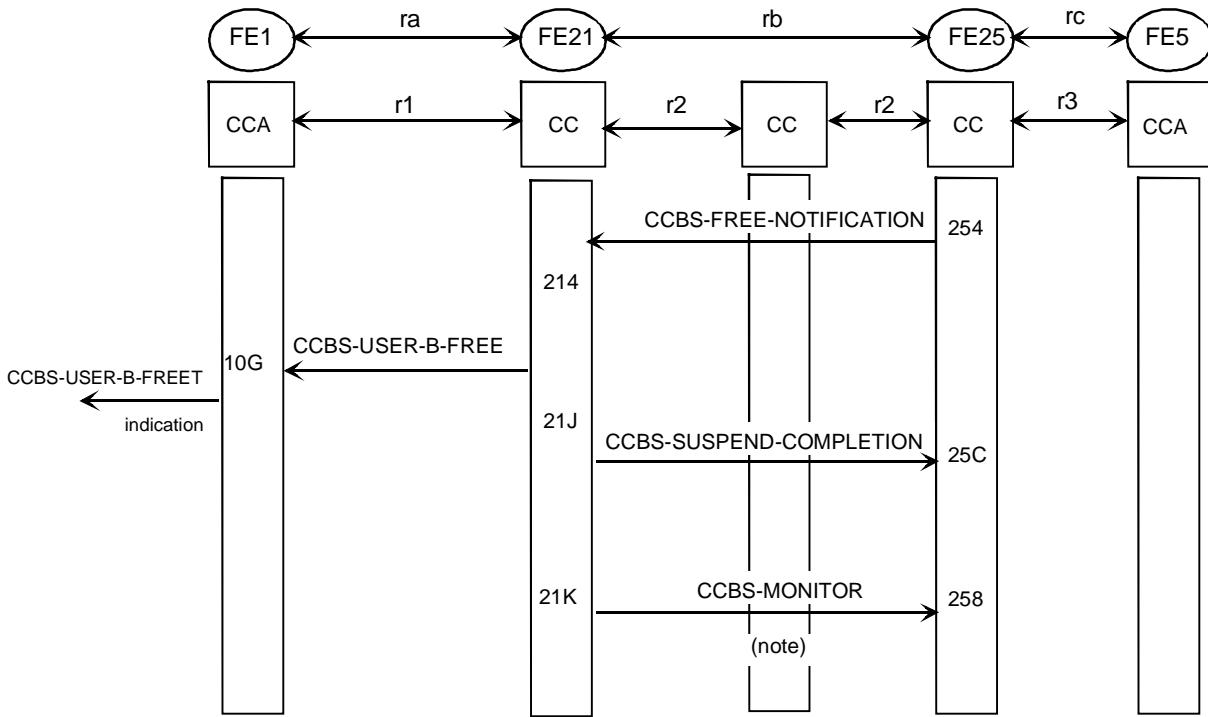 FE1 ra FE21 rb FE25 rc FE5
CCA r1 CC r2 CC r2 CC r3 CCA
CCBS-FREE-NOTIFICATION 254
214
CCBS-USER-B-FREE
10G
CCBS-USER-B-FREET
indication
21J
CCBS-SUSPEND-COMPLETION 25C
21K CCBS-MONITOR 258
(note)